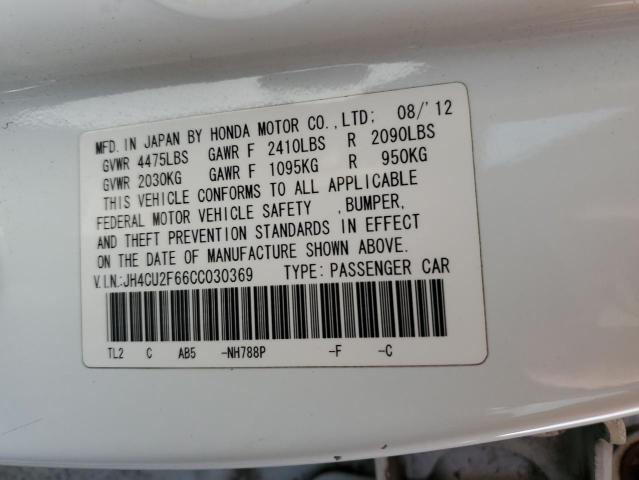 MFD. IN JAPAN BY HONDA MOTOR CO., LTD; 08/'12
GVWR 4475LBS GAWR F 2410LBS R 2090LBS
GVWR 2030KG GAWR F 1095KG R 950KG
THIS VEHICLE CONFORMS TO ALL APPLICABLE
FEDERAL MOTOR VEHICLE SAFETY ,BUMPER,
AND THEFT PREVENTION STANDARDS IN EFFECT
ON THE DATE OF MANUFACTURE SHOWN ABOVE.
V.I.N.:JH4CU2F66CC030369 TYPE: PASSENGER CAR
TL2 C AB5 -NH788P -F -C